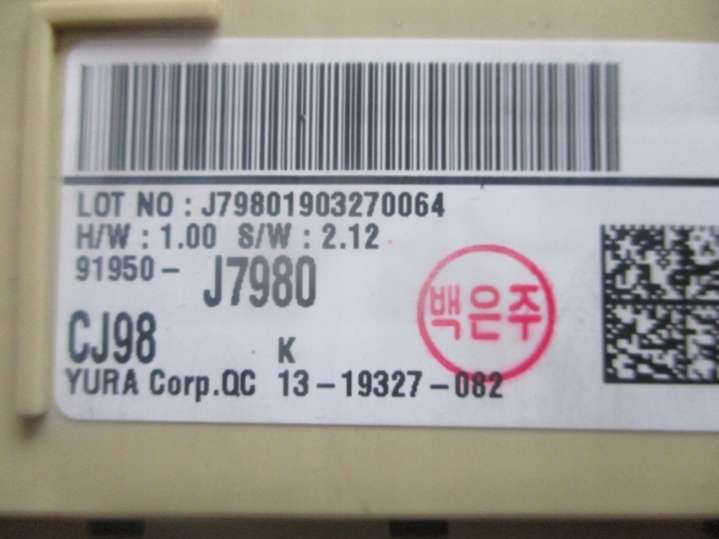 LOT NO : J79801903270064
H/W : 1.00 S/W : 2.12
91950- J7980
백은주
CJ98 K
YURA Corp.QC 13-19327-082